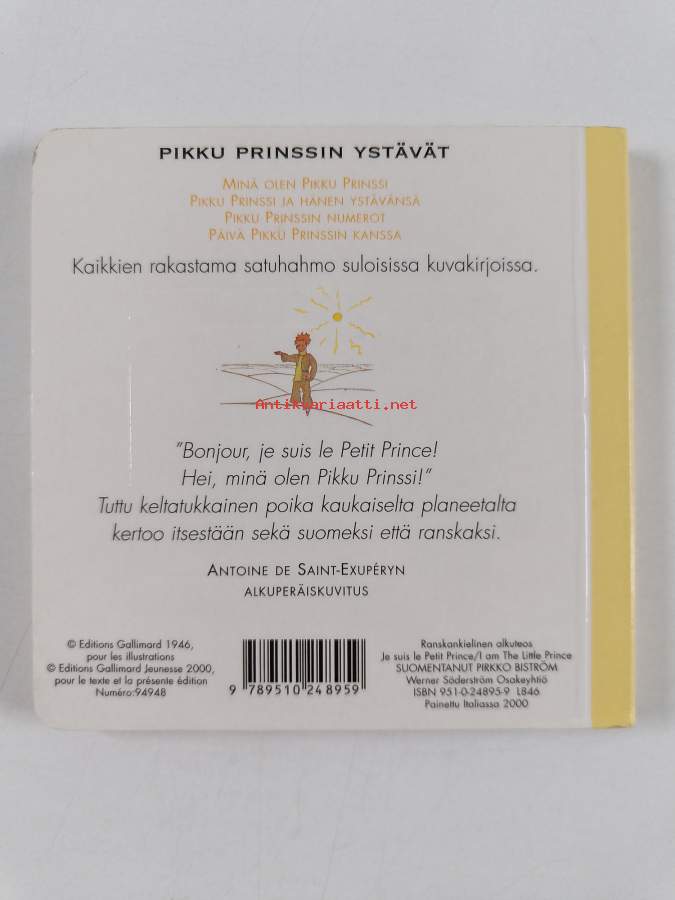 PIKKU PRINSSIN YSTÄVÄT
MINÄ OLEN PIKKU PRINSSI
PIKKU PRINSSI JA HÄNEN YSTÄVÄNSÄ
PIKKU PRINSSIN NUMEROT
PÄIVÄ PIKKU PRINSSIN KANSSA
Kaikkien rakastama satuhahmo suloisissa kuvakirjoissa.
Antikvariaatti.net
”Bonjour, je suis le Petit Prince!
Hei, minä olen Pikku Prinssi!”
Tuttu keltatukkainen poika kaukaiselta planeetalta
kertoo itsestään sekä suomeksi että ranskaksi.
ANTOINE DE SAINT-EXUPÉRYN
ALKUPERÄISKUVITUS
© Editions Gallimard 1946,
pour les illustrations
© Editions Gallimard Jeunesse 2000,
pour le texte et la présente édition
Numéro:94948
9 789510 248959
Ranskankielinen alkuteos
Je suis le Petit Prince/I am The Little Prince
SUOMENTANUT PIRKKO BISTRÖM
Werner Söderström Osakeyhtiö
ISBN 951-0-24895-9 L846
Painettu Italiassa 2000